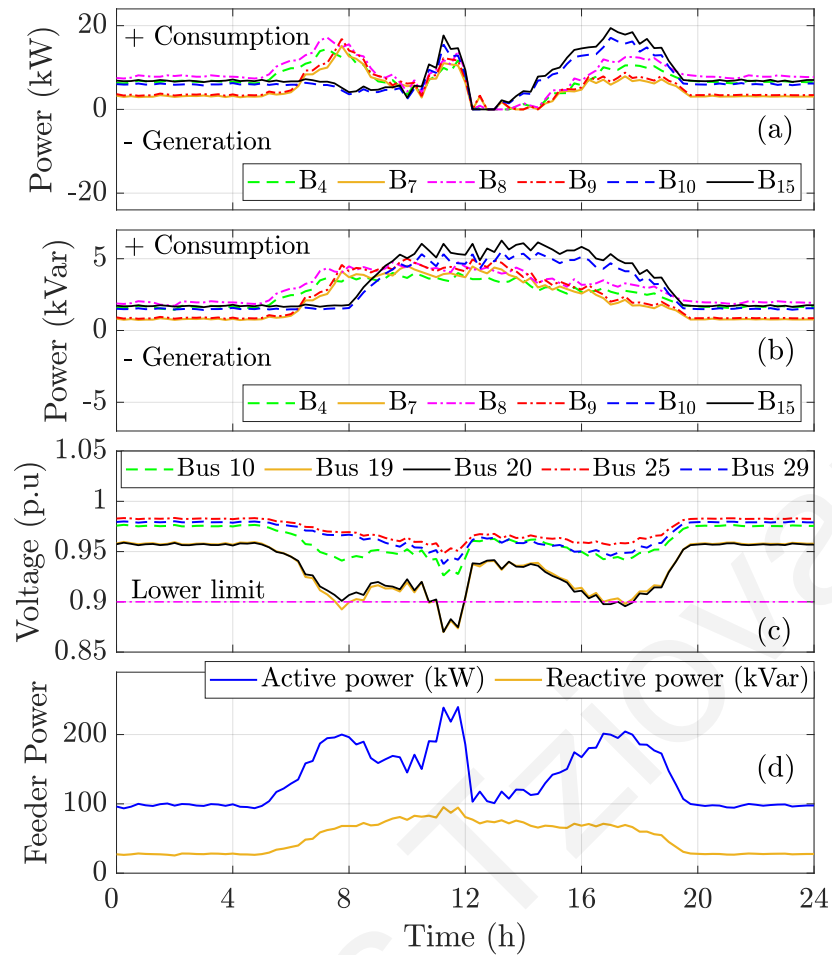 20
+ Consumption
0
(a)
- Generation
-20
B4 B7 B8 B9 B10 B15
Power (kW)
+ Consumption
5
0
(b)
- Generation
-5
B4 B7 B8 B9 B10 B15
Power (kVar)
1.05
Bus 10 Bus 19 Bus 20 Bus 25 Bus 29
1
0.95
Lower limit
0.9
(c)
0.85
Voltage (p.u)
Active power (kW) Reactive power (kVar)
200
(d)
100
0
Feeder Power
0 4 8 12 16 20 24
Time (h)